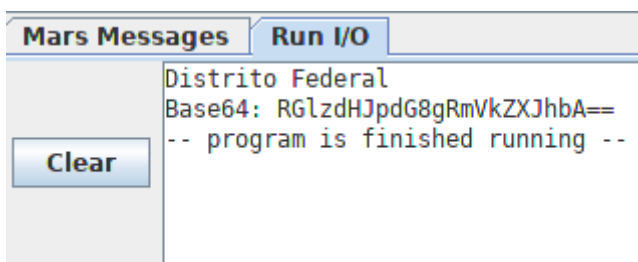 Mars Messages Run I/O
Distrito Federal
Base64: RGlzdHJpdG8gRmVkZXJhbA==
-- program is finished running --
Clear